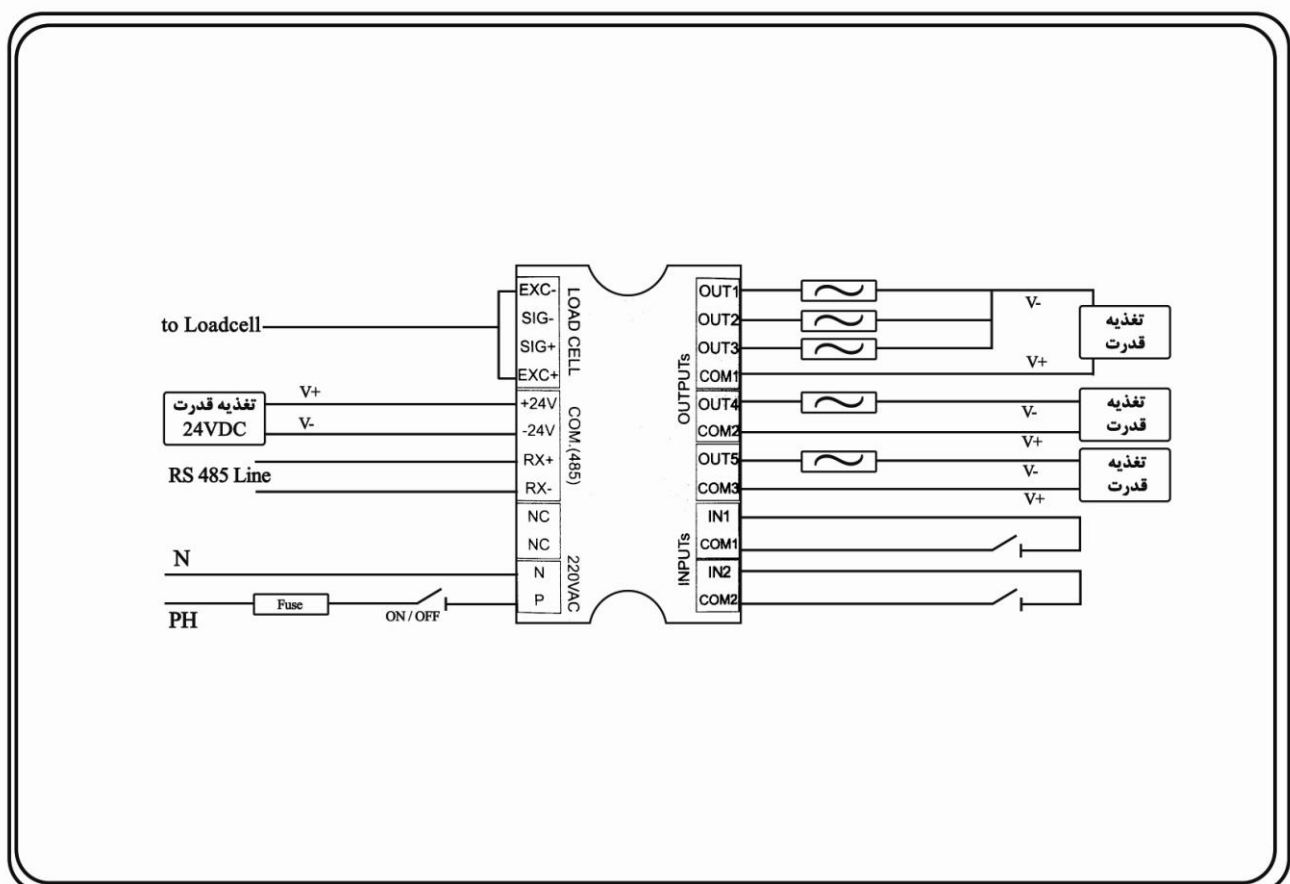 to Loadcell
تغذیه قدرت
24VDC
V+
V-
RS 485 Line
N
PH
Fuse
ON / OFF
EXC-
SIG-
SIG+
EXC+
LOAD CELL
+24V
-24V
RX+
RX-
COM.(485)
NC
NC
N
P
220VAC
OUT1
OUT2
OUT3
COM1
OUT4
COM2
OUT5
COM3
OUTPUTs
IN1
COM1
IN2
COM2
INPUTs
V-
V+
تغذیه
قدرت
V-
V+
تغذیه
قدرت
V-
V+
تغذیه
قدرت